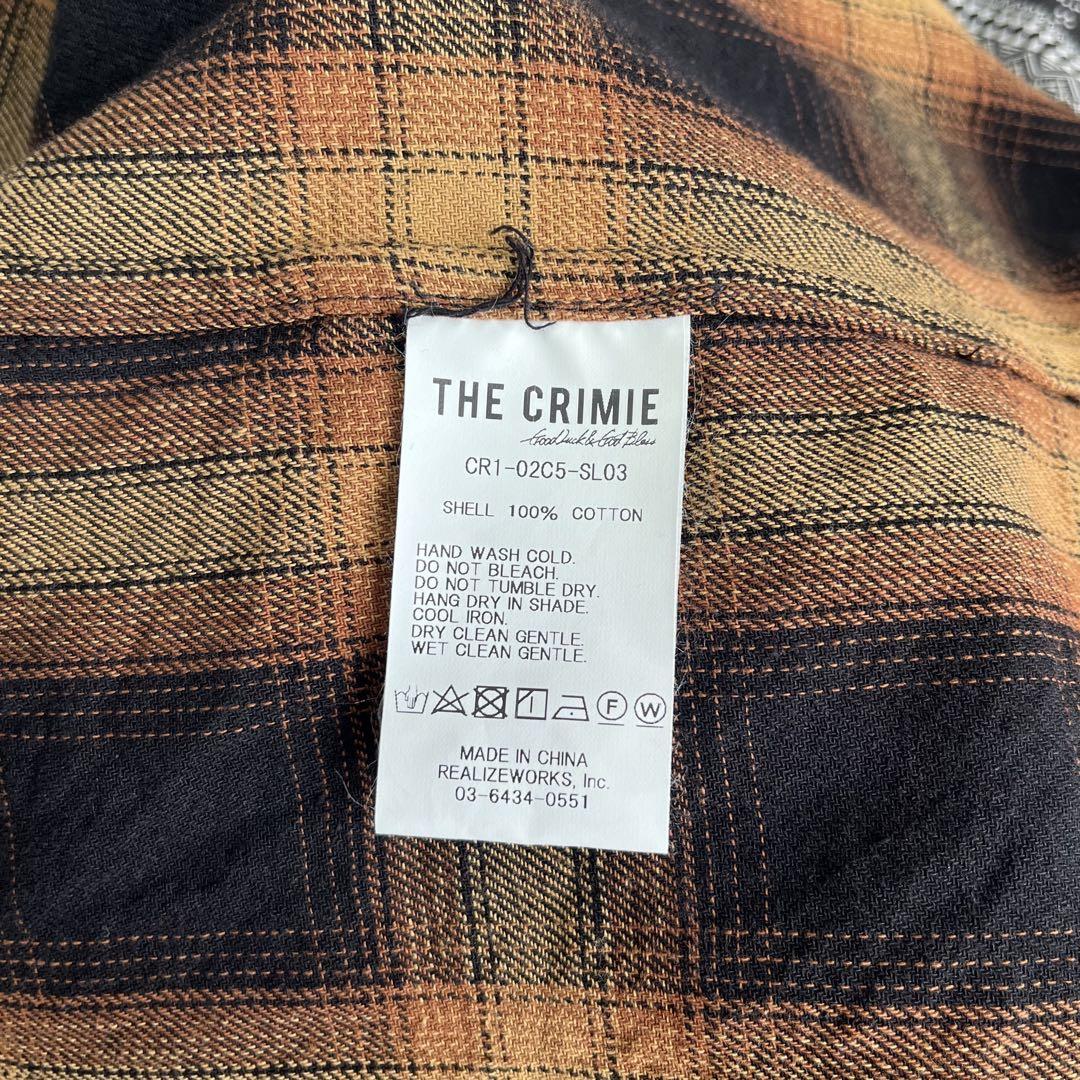 THE CRIMIE
Good Luck & God Bless
CR1-02C5-SL03
SHELL 100% COTTON
HAND WASH COLD.
DO NOT BLEACH.
DO NOT TUMBLE DRY.
HANG DRY IN SHADE.
COOL IRON.
DRY CLEAN GENTLE.
WET CLEAN GENTLE.
F W
MADE IN CHINA
REALIZEWORKS, Inc.
03-6434-0551